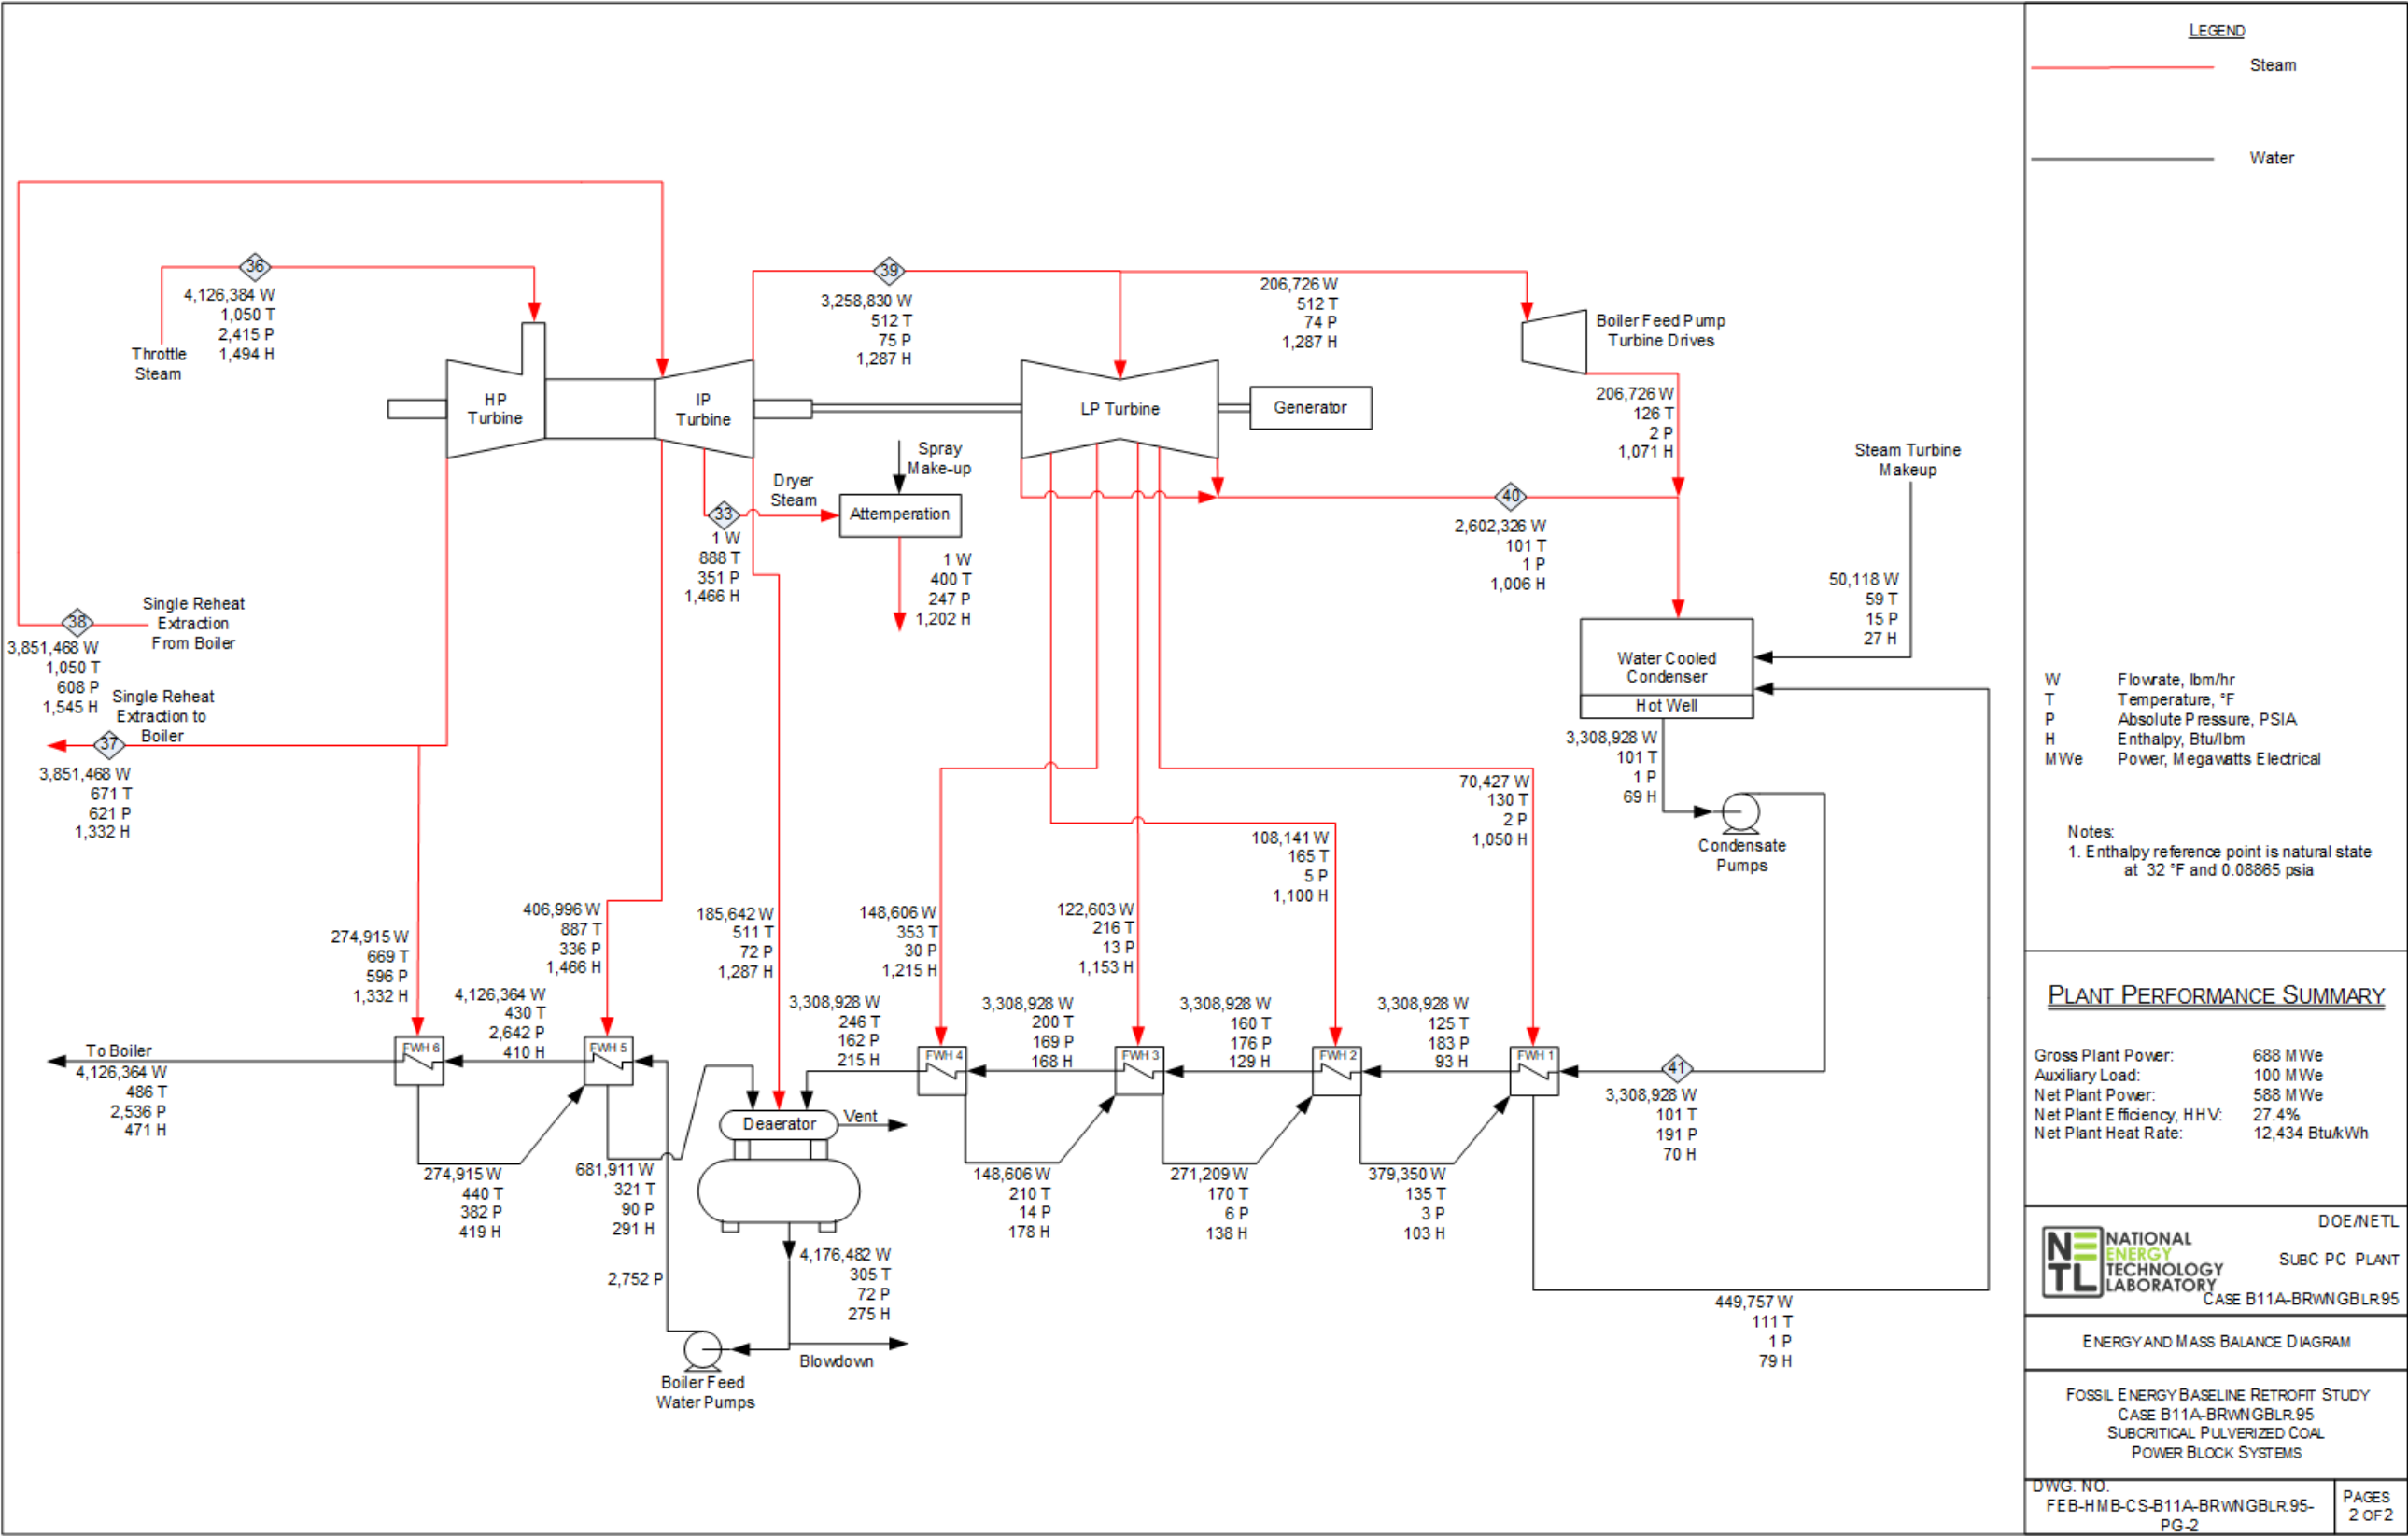 LEGEND
Steam
Water
36
4,126,384 W
1,050 T
2,415 P
1,494 H
Throttle
Steam
HP
Turbine
IP
Turbine
39
3,258,830 W
512 T
75 P
1,287 H
206,726 W
512 T
74 P
1,287 H
Boiler Feed Pump
Turbine Drives
LP Turbine
Generator
206,726 W
126 T
2 P
1,071 H
Steam Turbine
Makeup
Spray
Make-up
Dryer
Steam
Attemperation
33
1 W
888 T
351 P
1,466 H
1 W
400 T
247 P
1,202 H
40
2,602,326 W
101 T
1 P
1,006 H
50,118 W
59 T
15 P
27 H
Single Reheat
Extraction
From Boiler
38
3,851,468 W
1,050 T
608 P
1,545 H
Single Reheat
Extraction to
Boiler
37
3,851,468 W
671 T
621 P
1,332 H
Water Cooled
Condenser
Hot Well
3,308,928 W
101 T
1 P
69 H
Condensate
Pumps
W Flowrate, lbm/hr
T Temperature, °F
P Absolute Pressure, PSIA
H Enthalpy, Btu/lbm
MWe Power, Megawatts Electrical
Notes:
1. Enthalpy reference point is natural state
at 32 °F and 0.08865 psia
274,915 W
669 T
596 P
1,332 H
406,996 W
887 T
336 P
1,466 H
185,642 W
511 T
72 P
1,287 H
148,606 W
353 T
30 P
1,215 H
122,603 W
216 T
13 P
1,153 H
108,141 W
165 T
5 P
1,100 H
70,427 W
130 T
2 P
1,050 H
To Boiler
4,126,364 W
486 T
2,536 P
471 H
FWH 6
4,126,364 W
430 T
2,642 P
410 H
FWH 5
3,308,928 W
246 T
162 P
215 H
FWH 4
3,308,928 W
200 T
169 P
168 H
FWH 3
3,308,928 W
160 T
176 P
129 H
FWH 2
3,308,928 W
125 T
183 P
93 H
FWH 1
41
3,308,928 W
101 T
191 P
70 H
Deaerator
Vent
274,915 W
440 T
382 P
419 H
681,911 W
321 T
90 P
291 H
148,606 W
210 T
14 P
178 H
271,209 W
170 T
6 P
138 H
379,350 W
135 T
3 P
103 H
2,752 P
4,176,482 W
305 T
72 P
275 H
Blowdown
Boiler Feed
Water Pumps
449,757 W
111 T
1 P
79 H
PLANT PERFORMANCE SUMMARY
Gross Plant Power: 688 MWe
Auxiliary Load: 100 MWe
Net Plant Power: 588 MWe
Net Plant Efficiency, HHV: 27.4%
Net Plant Heat Rate: 12,434 Btu/kWh
NETL
NATIONAL
ENERGY
TECHNOLOGY
LABORATORY
DOE/NETL
SUBC PC PLANT
CASE B11A-BRWNGBLR.95
ENERGY AND MASS BALANCE DIAGRAM
FOSSIL ENERGY BASELINE RETROFIT STUDY
CASE B11A-BRWNGBLR.95
SUBCRITICAL PULVERIZED COAL
POWER BLOCK SYSTEMS
DWG. NO.
FEB-HMB-CS-B11A-BRWNGBLR.95-
PG-2
PAGES
2 OF 2